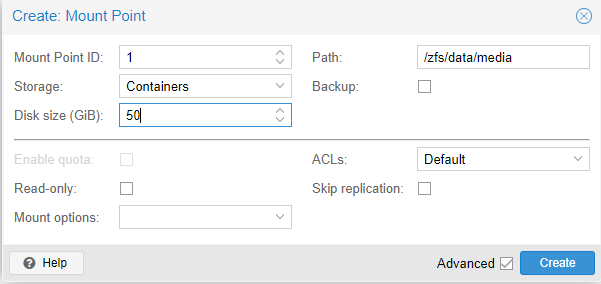 Create: Mount Point
Mount Point ID: 1 Path: /zfs/data/media
Storage: Containers Backup:
Disk size (GiB): 50
Enable quota: ACLs: Default
Read-only: Skip replication:
Mount options:
Help Advanced Create